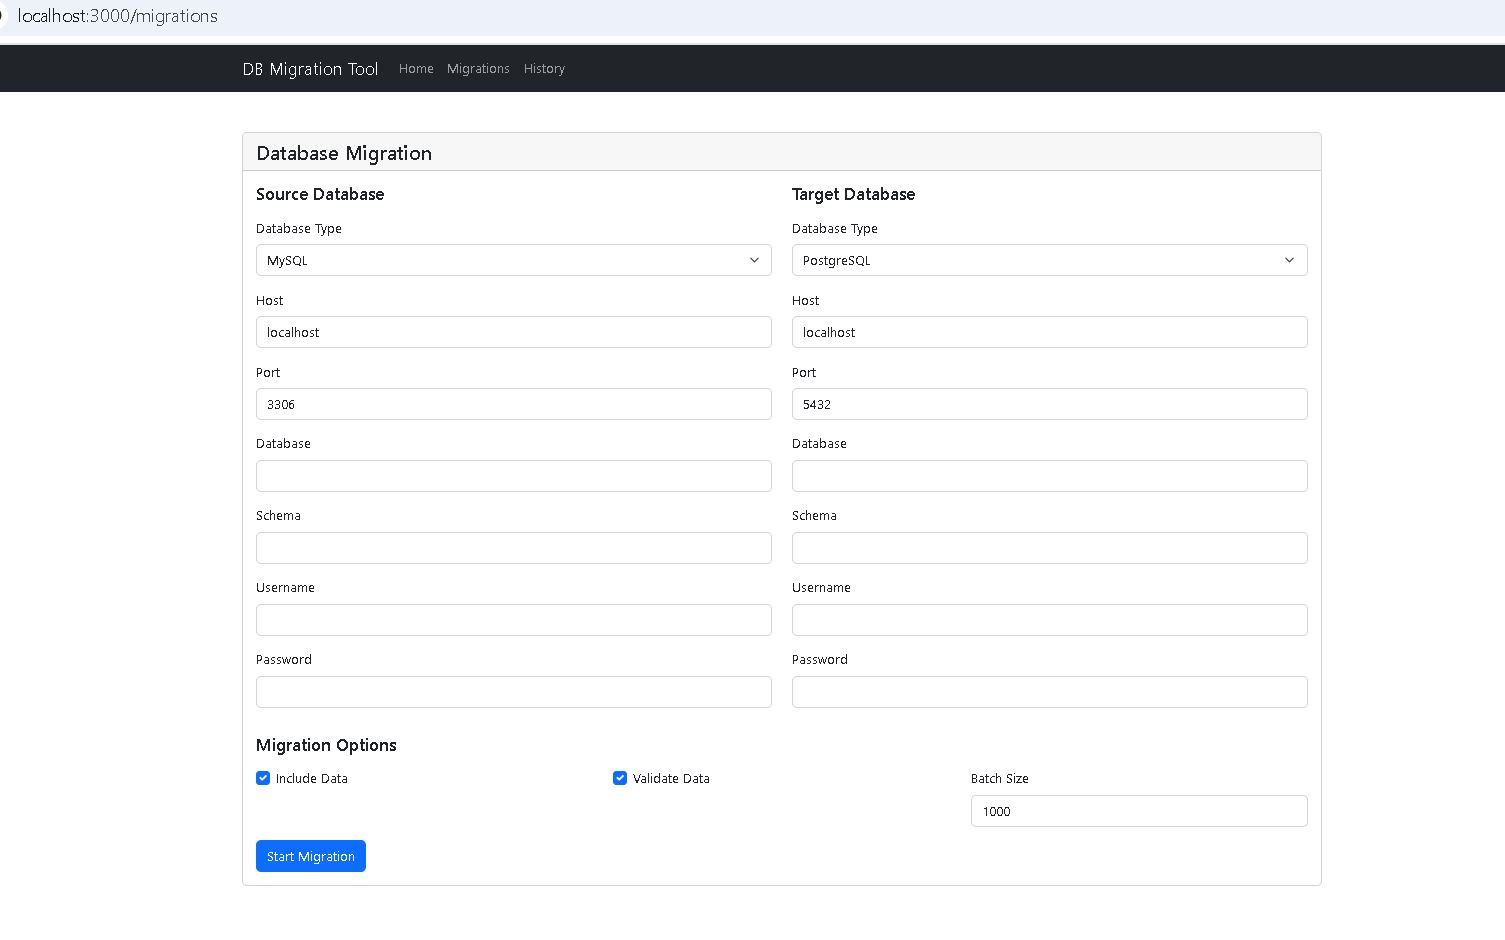 localhost:3000/migrations
DB Migration Tool Home Migrations History
Database Migration
Source Database
Database Type
MySQL
Host
localhost
Port
3306
Database
Schema
Username
Password
Target Database
Database Type
PostgreSQL
Host
localhost
Port
5432
Database
Schema
Username
Password
Migration Options
Include Data
Validate Data
Batch Size
1000
Start Migration